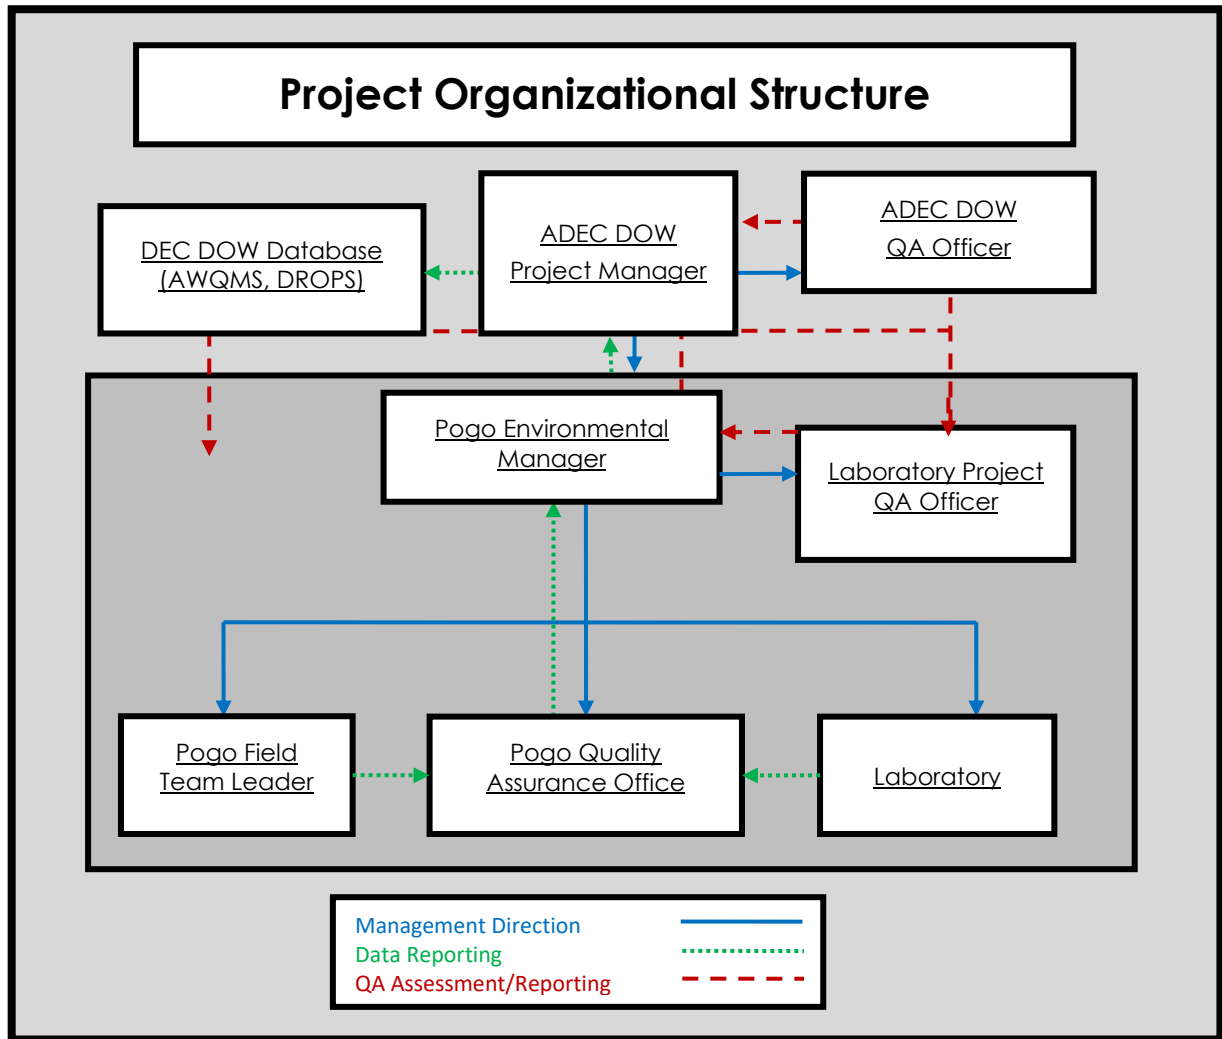 Project Organizational Structure
ADEC DOW
Project Manager
ADEC DOW
QA Officer
DEC DOW Database
(AWQMS, DROPS)
Pogo Environmental
Manager
Laboratory Project
QA Officer
Pogo Field
Team Leader
Pogo Quality
Assurance Office
Laboratory
Management Direction
Data Reporting
QA Assessment/Reporting